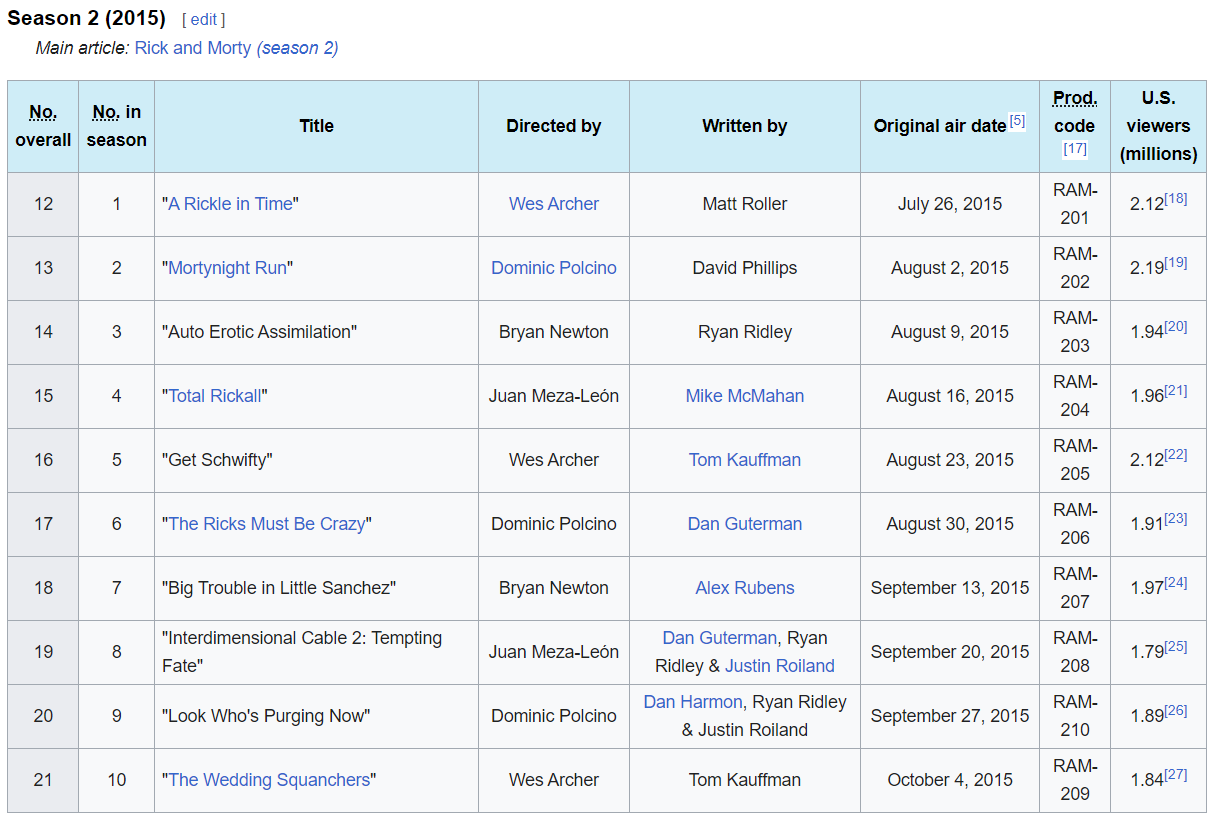 Season 2 (2015) [ edit ]
Main article: Rick and Morty (season 2)
No. overall No. in season Title Directed by Written by Original air date[5] Prod. code [17] U.S. viewers (millions)
12 1 "A Rickle in Time" Wes Archer Matt Roller July 26, 2015 RAM-201 2.12[18]
13 2 "Mortynight Run" Dominic Polcino David Phillips August 2, 2015 RAM-202 2.19[19]
14 3 "Auto Erotic Assimilation" Bryan Newton Ryan Ridley August 9, 2015 RAM-203 1.94[20]
15 4 "Total Rickall" Juan Meza-León Mike McMahan August 16, 2015 RAM-204 1.96[21]
16 5 "Get Schwifty" Wes Archer Tom Kauffman August 23, 2015 RAM-205 2.12[22]
17 6 "The Ricks Must Be Crazy" Dominic Polcino Dan Guterman August 30, 2015 RAM-206 1.91[23]
18 7 "Big Trouble in Little Sanchez" Bryan Newton Alex Rubens September 13, 2015 RAM-207 1.97[24]
19 8 "Interdimensional Cable 2: Tempting Fate" Juan Meza-León Dan Guterman, Ryan Ridley & Justin Roiland September 20, 2015 RAM-208 1.79[25]
20 9 "Look Who's Purging Now" Dominic Polcino Dan Harmon, Ryan Ridley & Justin Roiland September 27, 2015 RAM-210 1.89[26]
21 10 "The Wedding Squanchers" Wes Archer Tom Kauffman October 4, 2015 RAM-209 1.84[27]